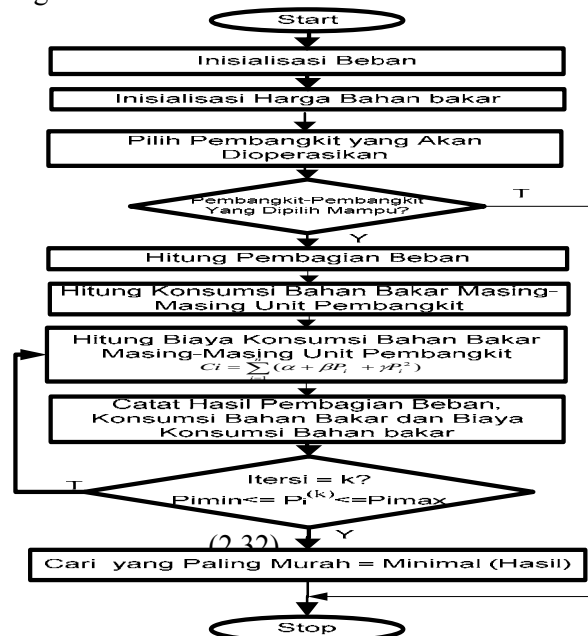 Start
Inisialisasi Beban
Inisialisasi Harga Bahan bakar
Pilih Pembangkit yang Akan
Dioperasikan
Pembangkit-Pembangkit
Yang Dipilih Mampu?
T
Y
Hitung Pembagian Beban
Hitung Konsumsi Bahan Bakar Masing-
Masing Unit Pembangkit
Hitung Biaya Konsumsi Bahan Bakar
Masing-Masing Unit Pembangkit
Ci = ∑(α + βP_i + γP_i²)
Catat Hasil Pembagian Beban,
Konsumsi Bahan Bakar dan Biaya
Konsumsi Bahan bakar
Itersi = k?
T
Pimin<= Pi^(k) <=Pimax
Y
(2.32)
Cari yang Paling Murah = Minimal (Hasil)
Stop